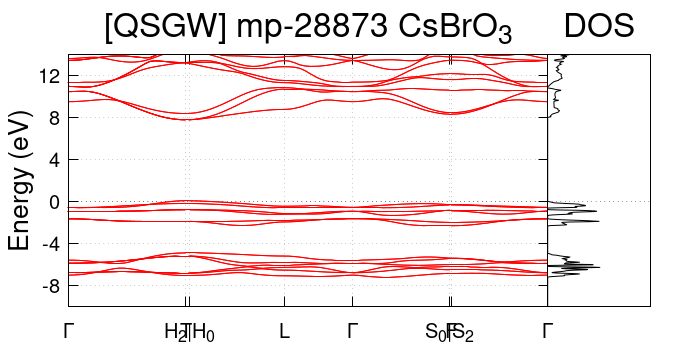 [QSGW] mp-28873 CsBrO₃ DOS
Energy (eV)
12
8
4
0
-4
-8
Γ H₂ T H₀ L Γ S₀ F S₂ Γ